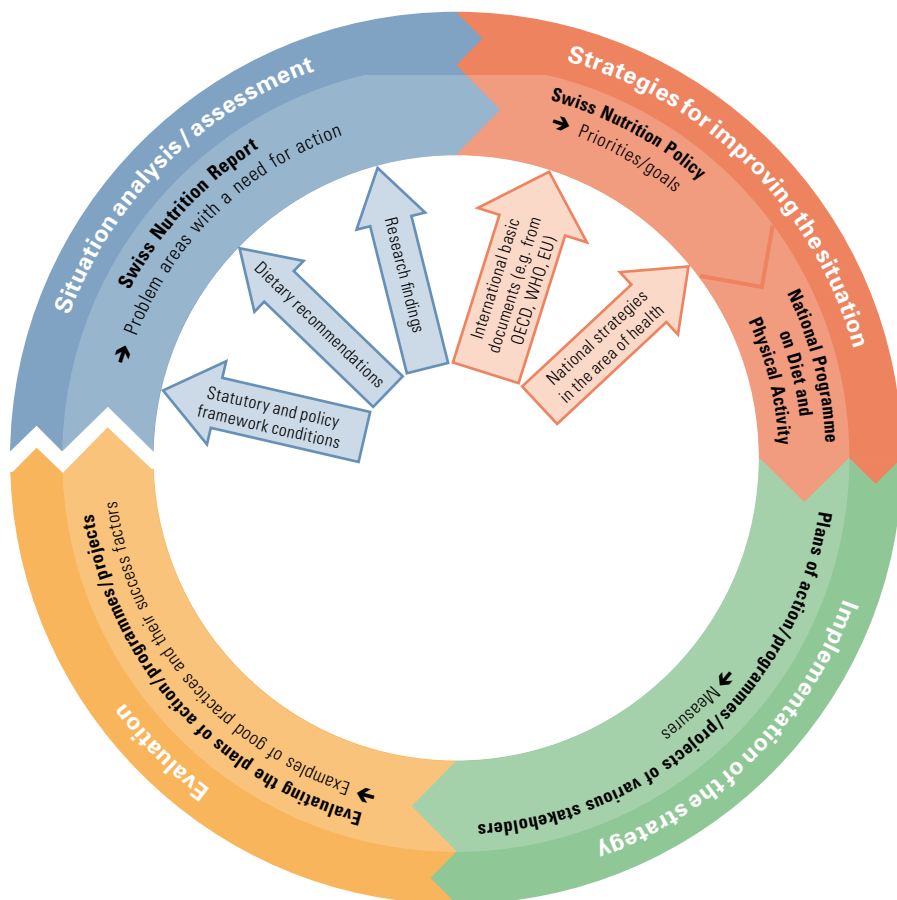 Situation analysis / assessment
Swiss Nutrition Report
➔ Problem areas with a need for action
Statutory and policy
framework conditions
Dietary recommendations
Research findings
Strategies for improving the situation
Swiss Nutrition Policy
➔ Priorities/goals
National Programme
on Diet and
Physical Activity
International basic
documents (e.g. from
OECD, WHO, EU)
National strategies
in the area of health
Implementation of the strategy
Plans of action/programmes/projects of various stakeholders
➔ Measures
Evaluation
Evaluating the plans of action/programmes/projects
➔ Examples of good practices and their success factors